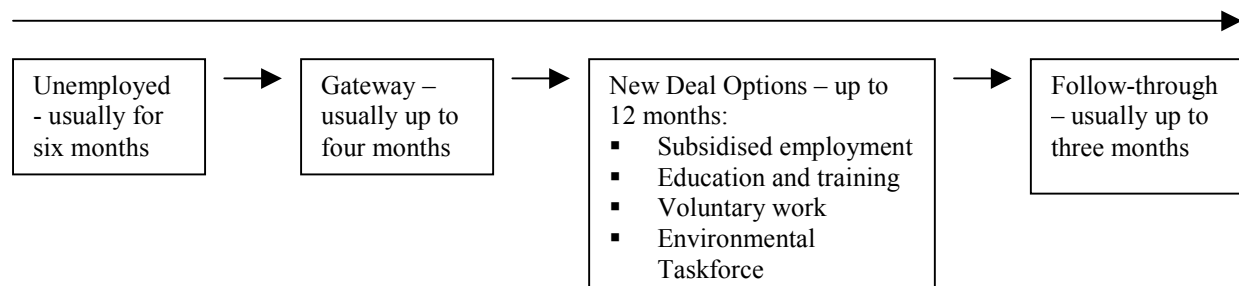 Unemployed
- usually for
six months
Gateway –
usually up to
four months
New Deal Options – up to
12 months:
▪ Subsidised employment
▪ Education and training
▪ Voluntary work
▪ Environmental
Taskforce
Follow-through
– usually up to
three months